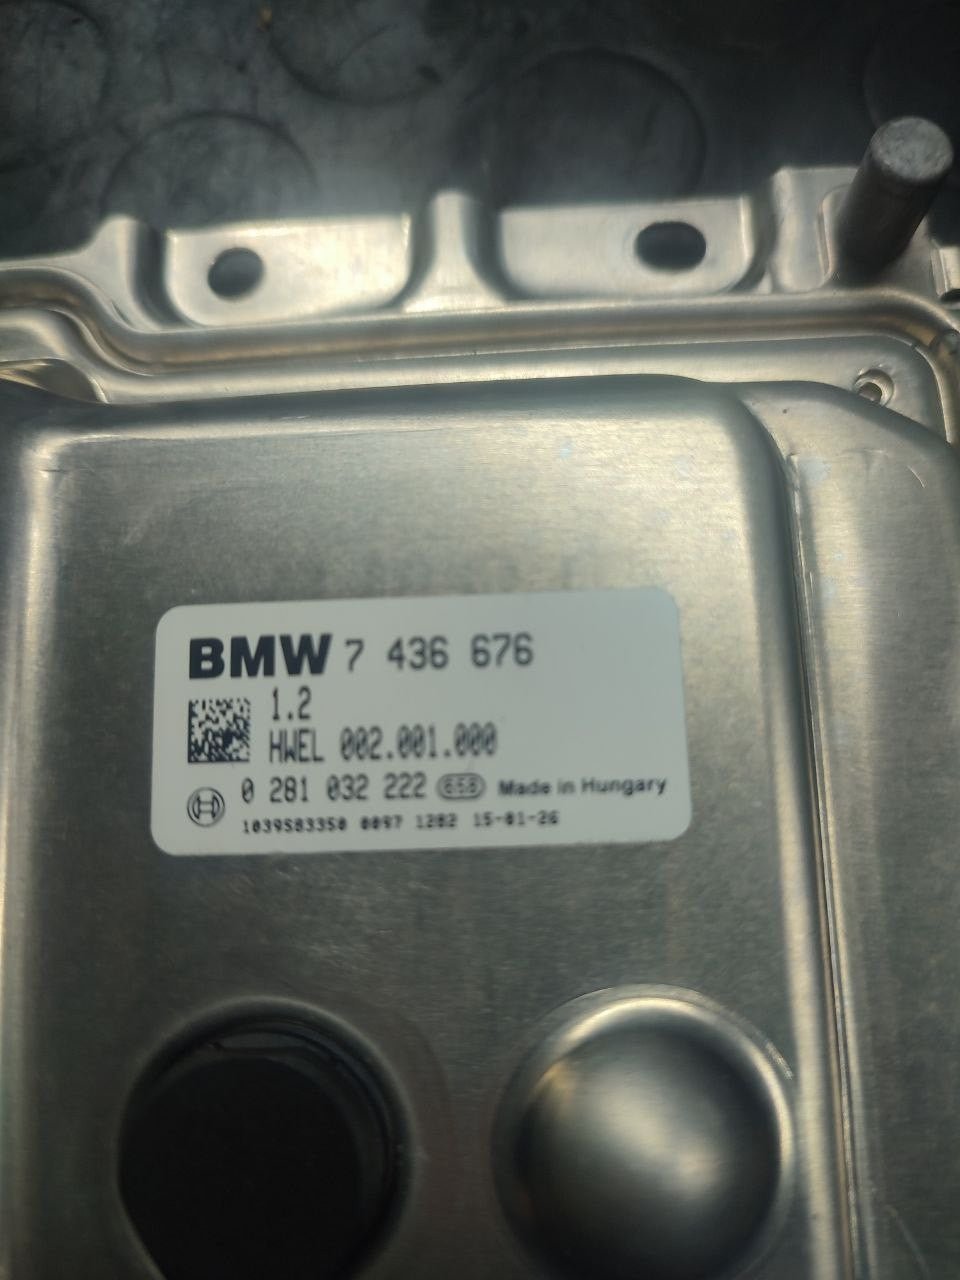 BMW 7 436 676
1.2
HWEL 002.001.000
0 281 032 222 658 Made in Hungary
1039S83350 0097 1282 15-01-26